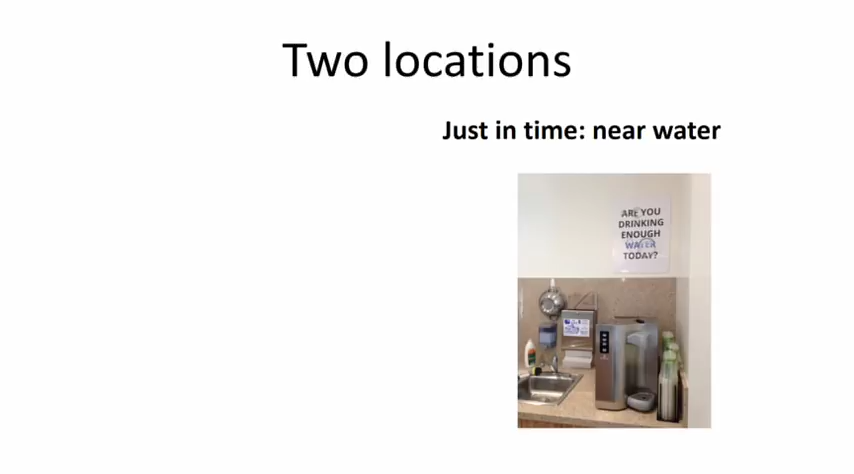 Two locations
Just in time: near water
ARE YOU
DRINKING
ENOUGH
WATER
TODAY?